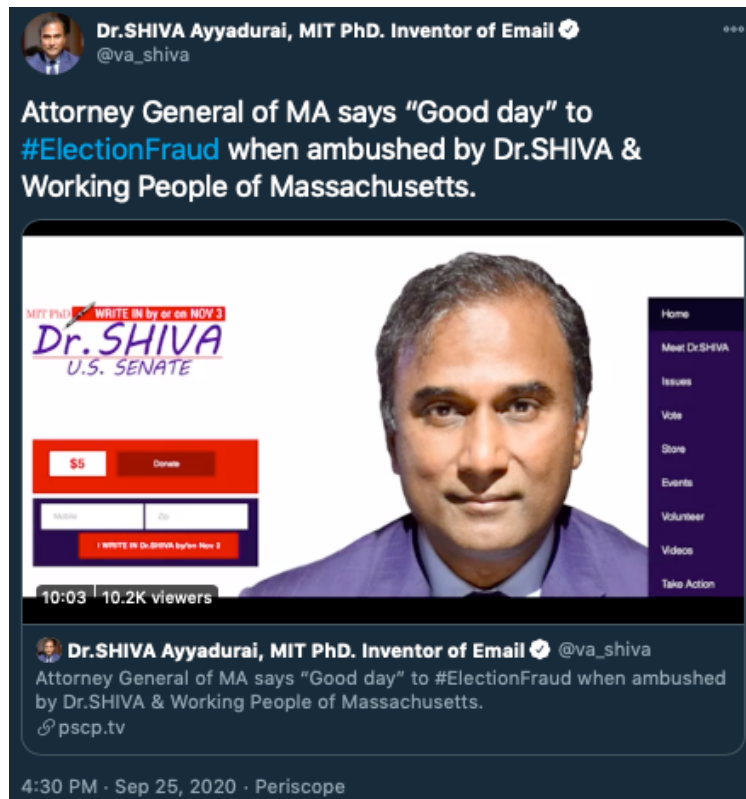 Dr.SHIVA Ayyadurai, MIT PhD. Inventor of Email
@va_shiva
Attorney General of MA says “Good day” to
#ElectionFraud when ambushed by Dr.SHIVA &
Working People of Massachusetts.
MIT PhD WRITE IN by or on NOV 3
Dr. SHIVA
U.S. SENATE
$5 Donate
Mobile Zip
I WRITE IN Dr.SHIVA by/on Nov 3
Home
Meet Dr.SHIVA
Issues
Vote
Store
Events
Volunteer
Videos
Take Action
10:03 10.2K viewers
Dr.SHIVA Ayyadurai, MIT PhD. Inventor of Email @va_shiva
Attorney General of MA says “Good day” to #ElectionFraud when ambushed
by Dr.SHIVA & Working People of Massachusetts.
pscp.tv
4:30 PM · Sep 25, 2020 · Periscope